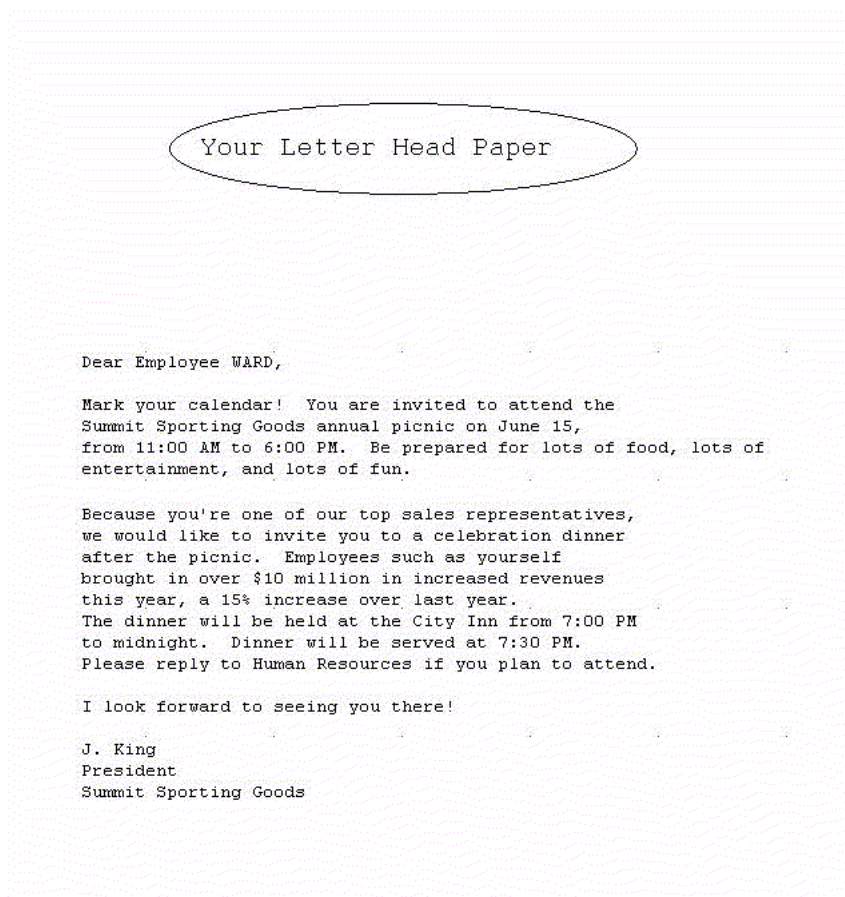 Your Letter Head Paper
Dear Employee WARD,
Mark your calendar!  You are invited to attend the
Summit Sporting Goods annual picnic on June 15,
from 11:00 AM to 6:00 PM.  Be prepared for lots of food, lots of
entertainment, and lots of fun.
Because you're one of our top sales representatives,
we would like to invite you to a celebration dinner
after the picnic.  Employees such as yourself
brought in over $10 million in increased revenues
this year, a 15% increase over last year.
The dinner will be held at the City Inn from 7:00 PM
to midnight.  Dinner will be served at 7:30 PM.
Please reply to Human Resources if you plan to attend.
I look forward to seeing you there!
J. King
President
Summit Sporting Goods